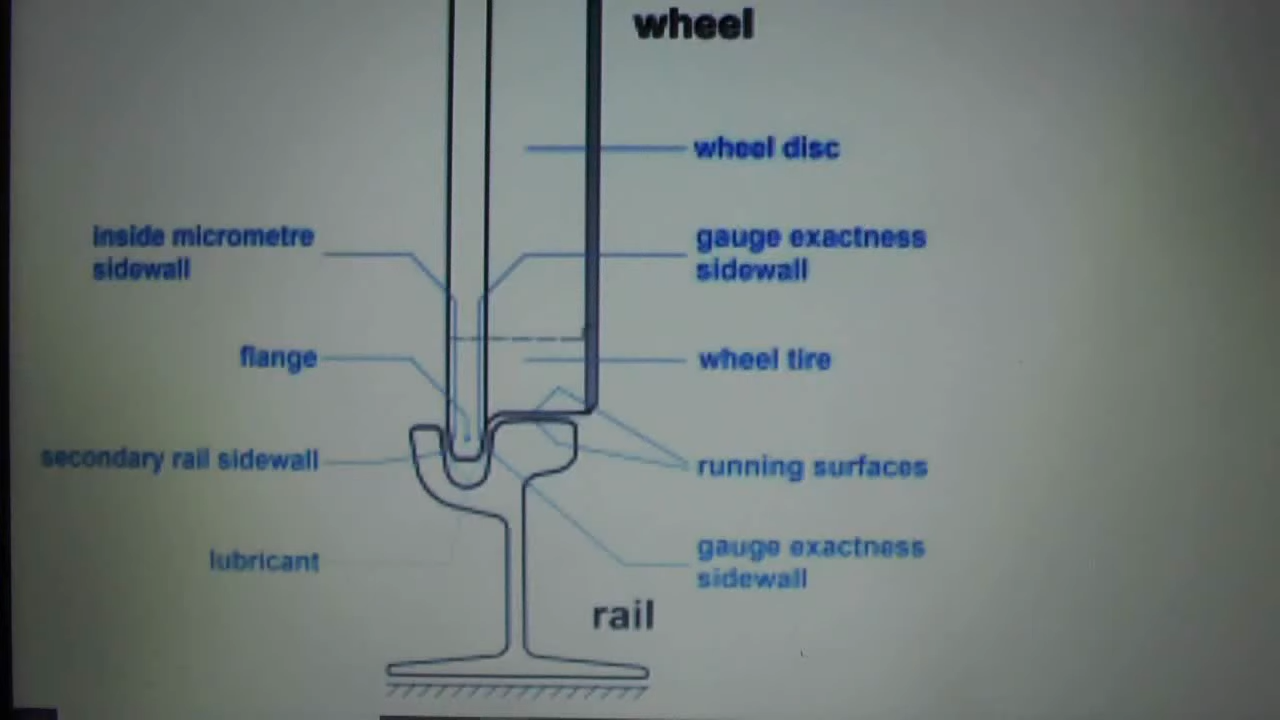 wheel
wheel disc
inside micrometre
sidewall
gauge exactness
sidewall
flange
wheel tire
secondary rail sidewall
running surfaces
lubricant
gauge exactness
sidewall
rail